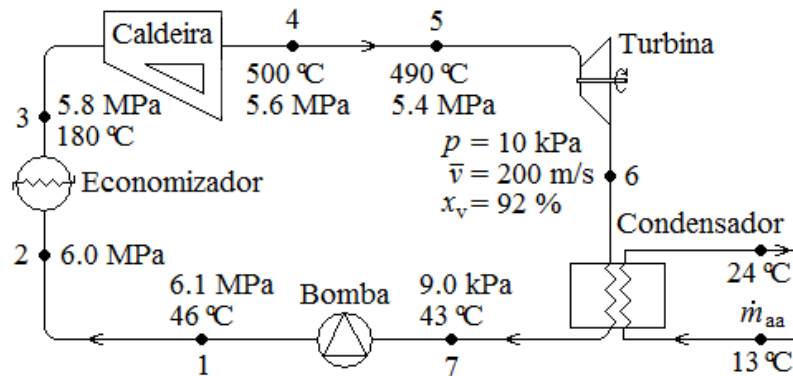 4
5
Caldeira
Turbina
500 °C
5.6 MPa
490 °C
5.4 MPa
3
5.8 MPa
180 °C
p = 10 kPa
v̅ = 200 m/s
xᵥ = 92 %
6
Economizador
Condensador
2
6.0 MPa
24 °C
6.1 MPa
46 °C
Bomba
9.0 kPa
43 °C
ṁaa
13 °C
1
7